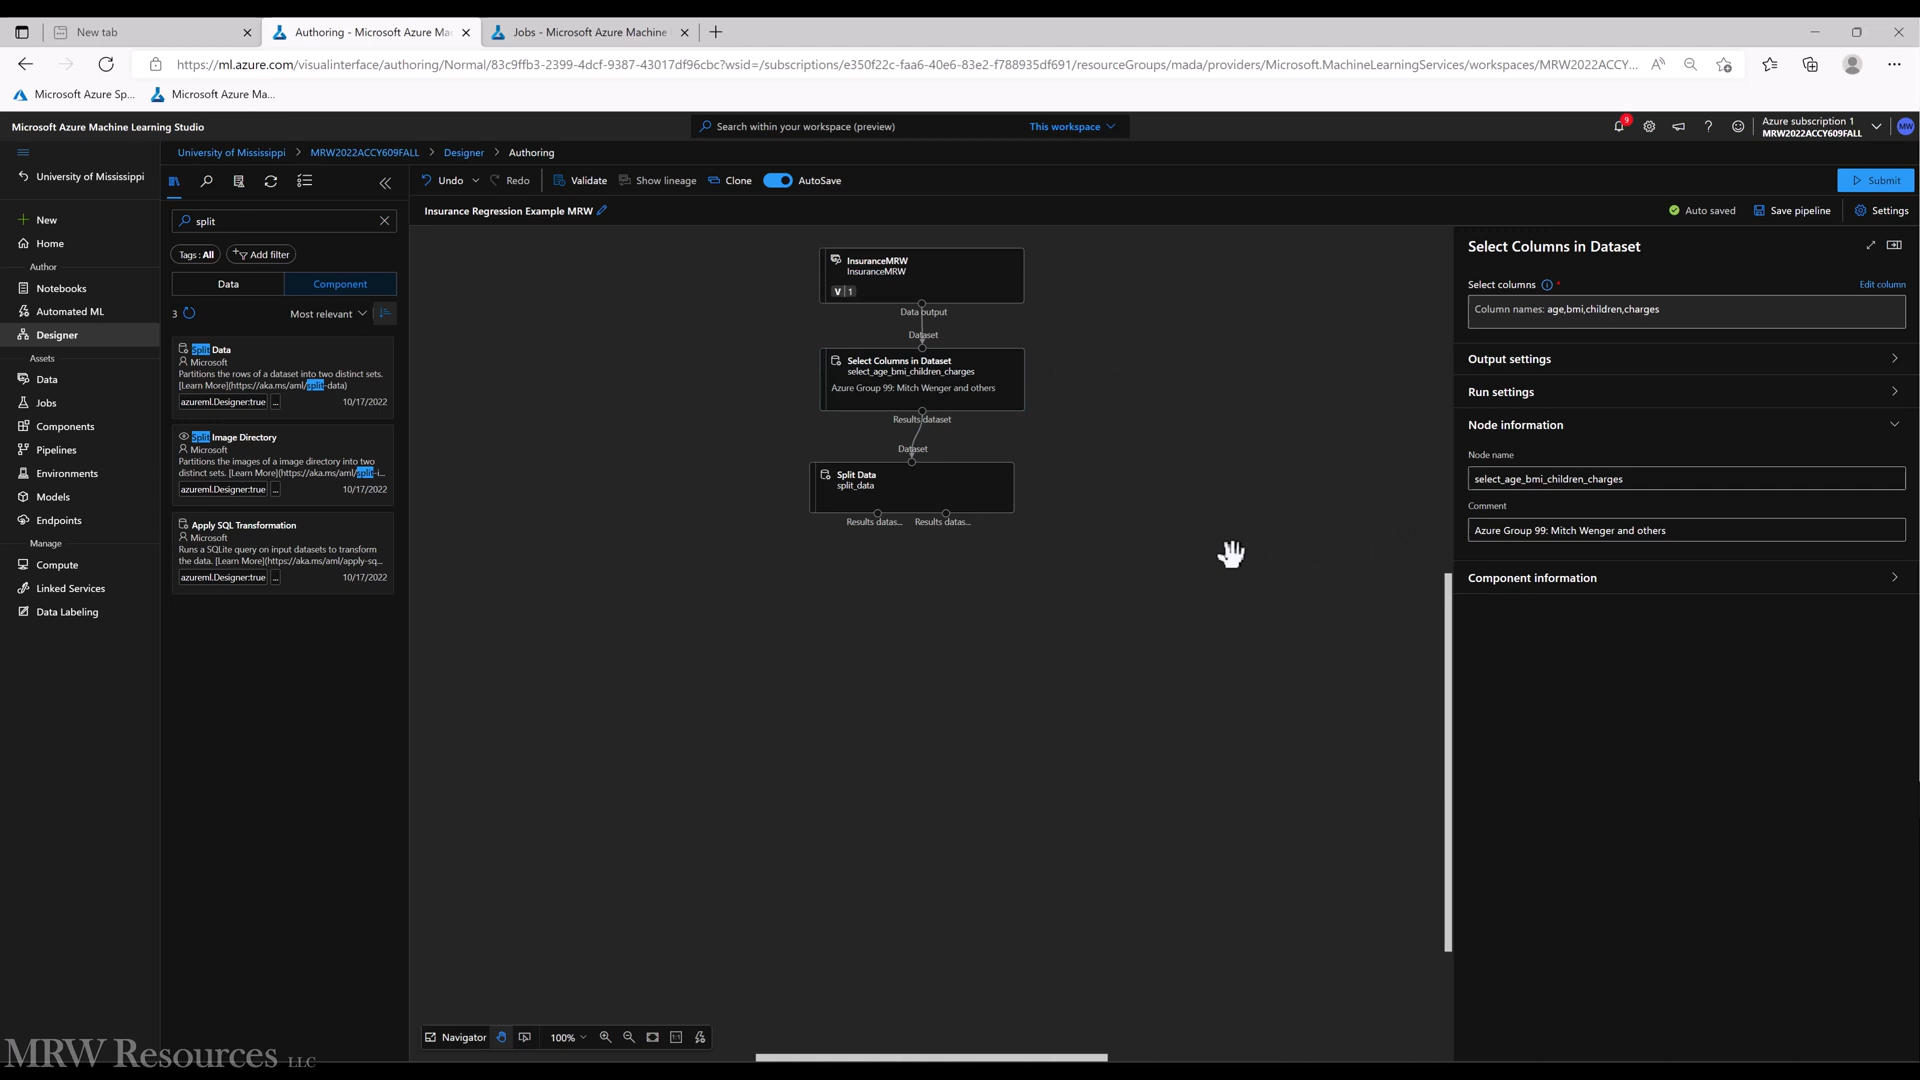 New tab
Authoring - Microsoft Azure Ma
Jobs - Microsoft Azure Machine
https://ml.azure.com/visualinterface/authoring/Normal/83c9ffb3-2399-4dcf-9387-43017df96cbc?wsid=/subscriptions/e350f22c-faa6-40e6-83e2-f788935df691/resourceGroups/mada/providers/Microsoft.MachineLearningServices/workspaces/MRW2022ACCY...
Microsoft Azure Sp...
Microsoft Azure Ma...
Microsoft Azure Machine Learning Studio
Search within your workspace (preview)
This workspace
9
Azure subscription 1
MRW2022ACCY609FALL
MW
University of Mississippi > MRW2022ACCY609FALL > Designer > Authoring
University of Mississippi
New
Home
Author
Notebooks
Automated ML
Designer
Assets
Data
Jobs
Components
Pipelines
Environments
Models
Endpoints
Manage
Compute
Linked Services
Data Labeling
split
Tags : All
Add filter
Data
Component
3
Most relevant
Split Data
Microsoft
Partitions the rows of a dataset into two distinct sets.
[Learn More](https://aka.ms/aml/split-data)
azureml.Designer:true
...
10/17/2022
Split Image Directory
Microsoft
Partitions the images of a image directory into two
distinct sets. [Learn More](https://aka.ms/aml/split-i...
azureml.Designer:true
...
10/17/2022
Apply SQL Transformation
Microsoft
Runs a SQLite query on input datasets to transform
the data. [Learn More](https://aka.ms/aml/apply-sq...
azureml.Designer:true
...
10/17/2022
Undo
Redo
Validate
Show lineage
Clone
AutoSave
Submit
Insurance Regression Example MRW
Auto saved
Save pipeline
Settings
InsuranceMRW
InsuranceMRW
V 1
Data output
Dataset
Select Columns in Dataset
select_age_bmi_children_charges
Azure Group 99: Mitch Wenger and others
Results dataset
Dataset
Split Data
split_data
Results datas...
Results datas...
Select Columns in Dataset
Select columns
*
Edit column
Column names: age,bmi,children,charges
Output settings
Run settings
Node information
Node name
select_age_bmi_children_charges
Comment
Azure Group 99: Mitch Wenger and others
Component information
Navigator
100%
1:1
MRW Resources LLC